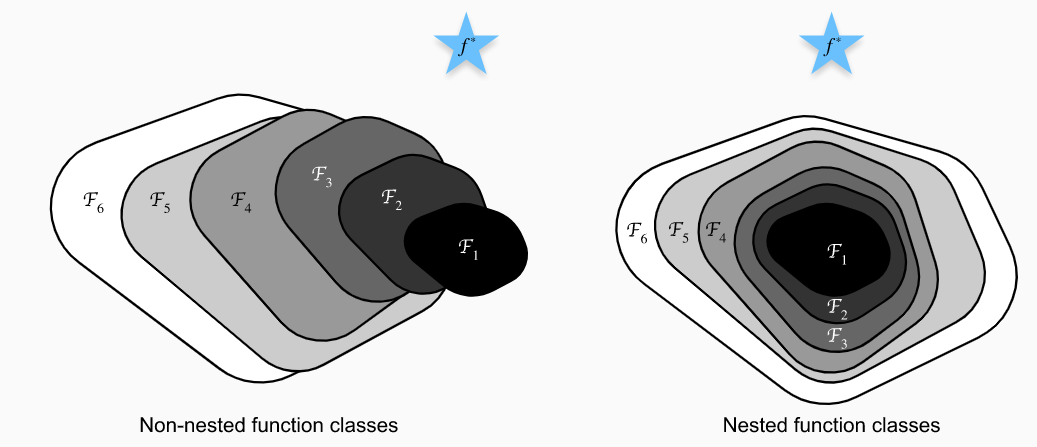 f*
f*
ℱ6
ℱ5
ℱ4
ℱ3
ℱ2
ℱ1
ℱ6
ℱ5
ℱ4
ℱ1
ℱ2
ℱ3
Non-nested function classes
Nested function classes